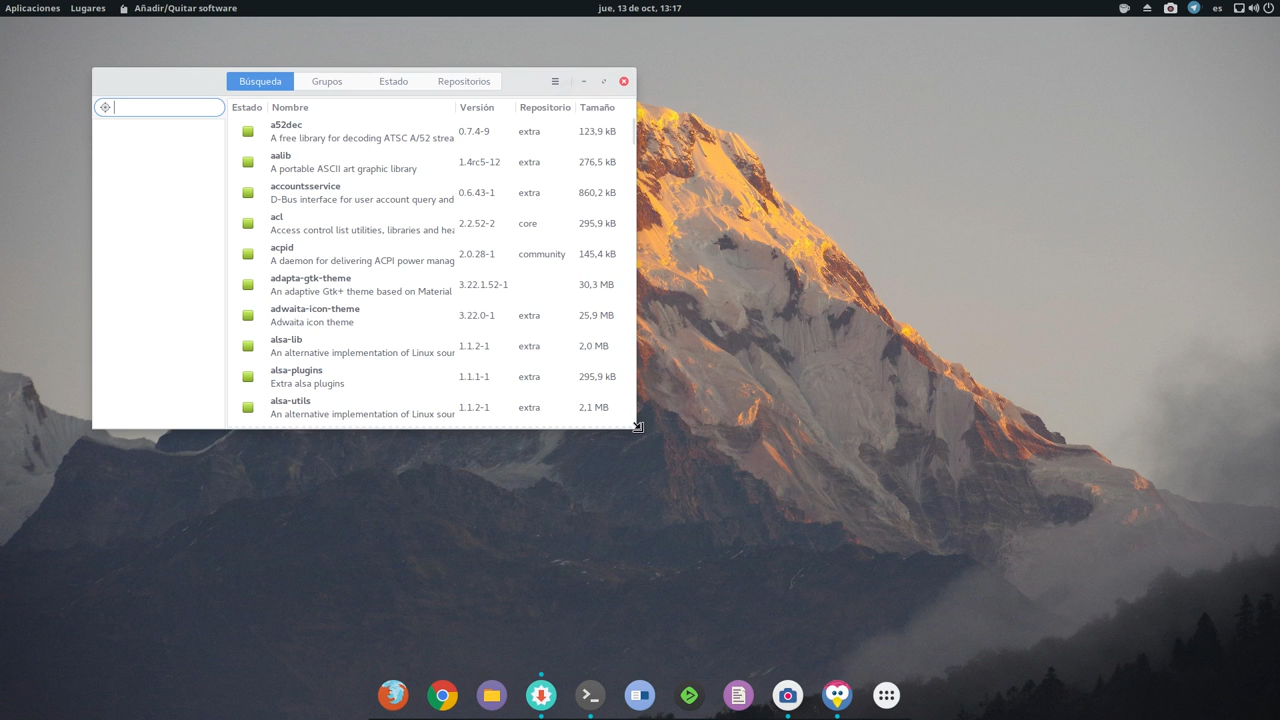 Aplicaciones Lugares Añadir/Quitar software jue, 13 de oct, 13:17 es
Búsqueda Grupos Estado Repositorios
Estado Nombre Versión Repositorio Tamaño
a52dec
A free library for decoding ATSC A/52 strea 0.7.4-9 extra 123,9 kB
aalib
A portable ASCII art graphic library 1.4rc5-12 extra 276,5 kB
accountsservice
D-Bus interface for user account query and 0.6.43-1 extra 860,2 kB
acl
Access control list utilities, libraries and hea 2.2.52-2 core 295,9 kB
acpid
A daemon for delivering ACPI power manag 2.0.28-1 community 145,4 kB
adapta-gtk-theme
An adaptive Gtk+ theme based on Material 3.22.1.52-1 30,3 MB
adwaita-icon-theme
Adwaita icon theme 3.22.0-1 extra 25,9 MB
alsa-lib
An alternative implementation of Linux sour 1.1.2-1 extra 2,0 MB
alsa-plugins
Extra alsa plugins 1.1.1-1 extra 295,9 kB
alsa-utils
An alternative implementation of Linux sour 1.1.2-1 extra 2,1 MB